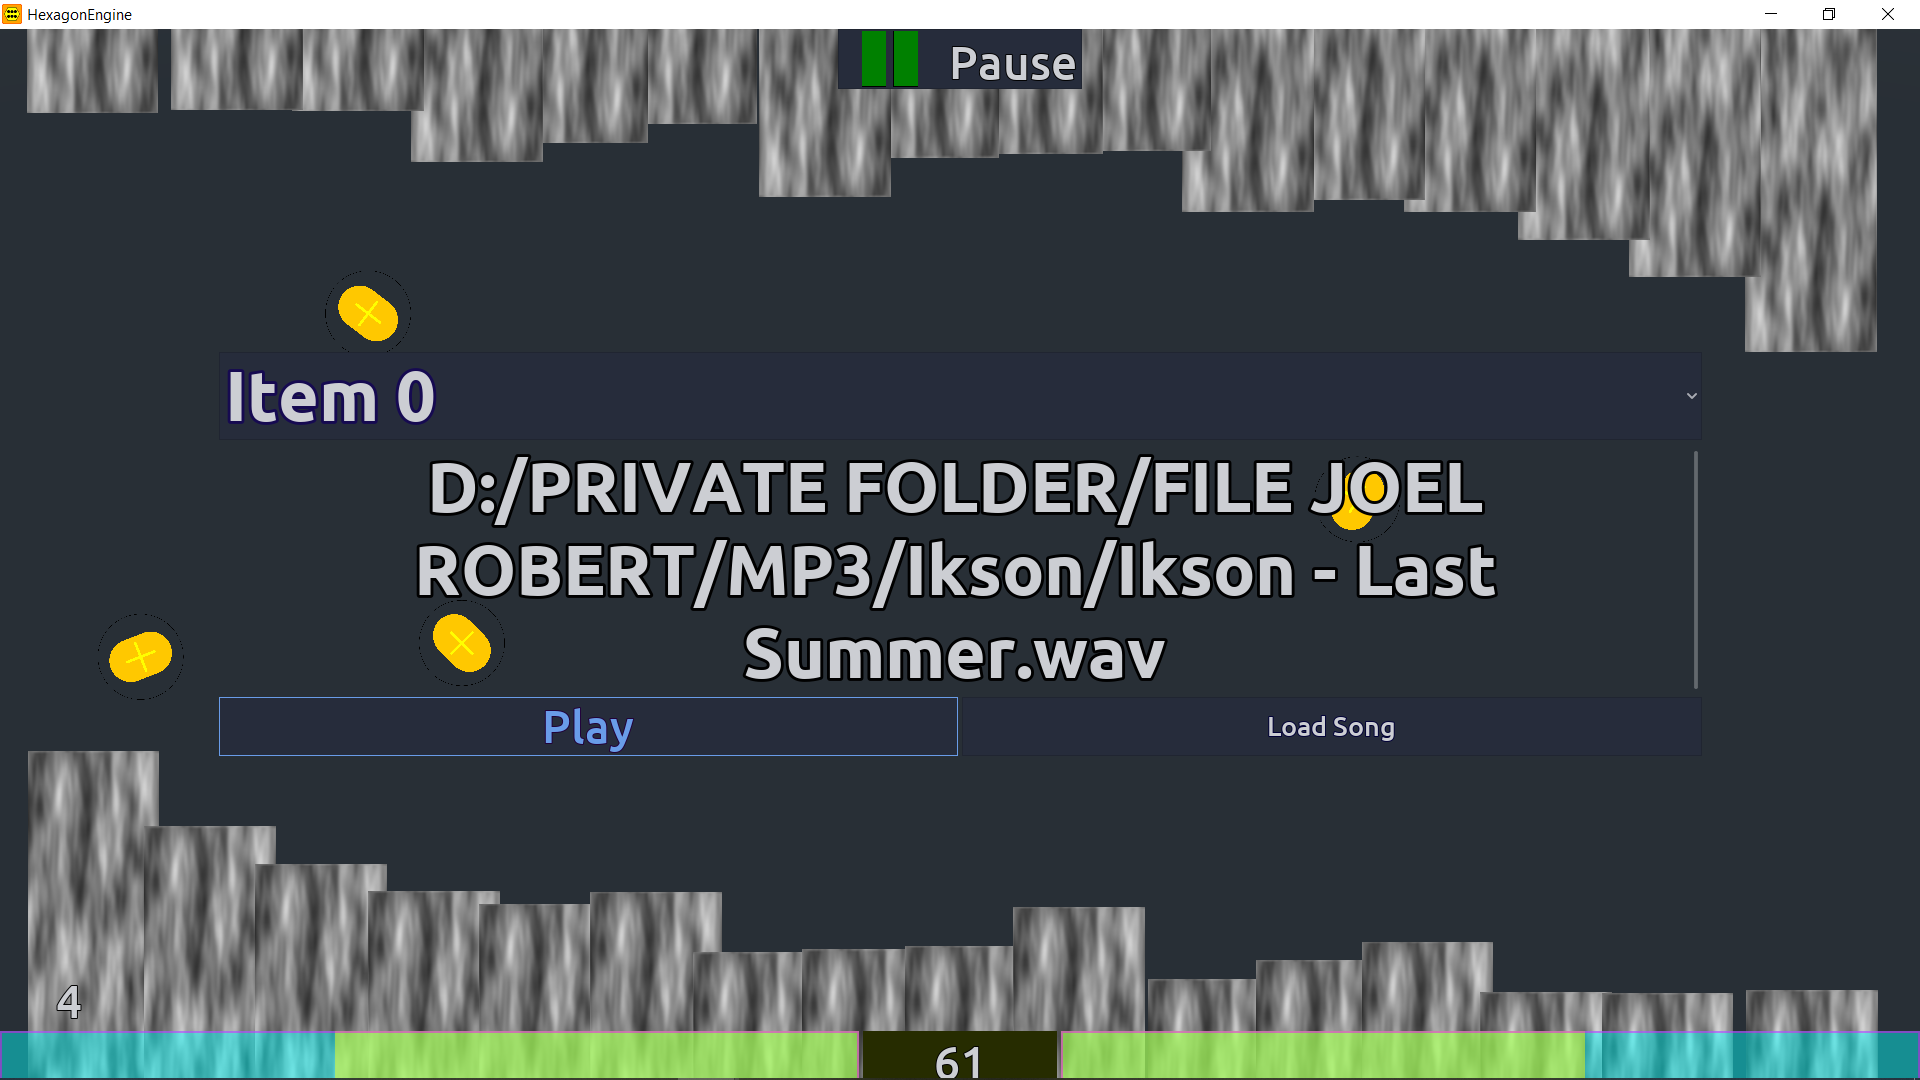 HexagonEngine
Pause
Item 0
D:/PRIVATE FOLDER/FILE JOEL
ROBERT/MP3/Ikson/Ikson - Last
Summer.wav
Play
Load Song
4
61